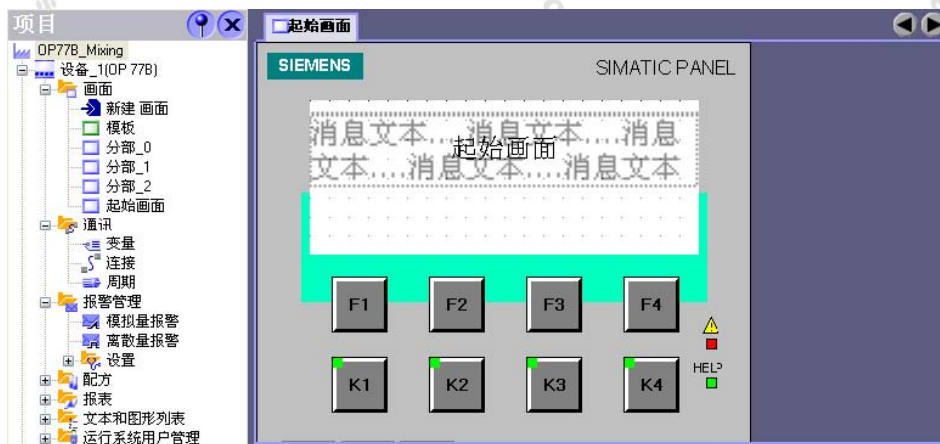 项目
OP77B_Mixing
设备_1(OP 77B)
画面
新建 画面
模板
分部_0
分部_1
分部_2
起始画面
通讯
变量
连接
周期
报警管理
模拟量报警
离散量报警
设置
配方
报表
文本和图形列表
运行系统用户管理
起始画面
SIEMENS
SIMATIC PANEL
消息文本....消息文本....消息
起始画面
文本....消息文本....消息文本
F1 F2 F3 F4
HELP
K1 K2 K3 K4